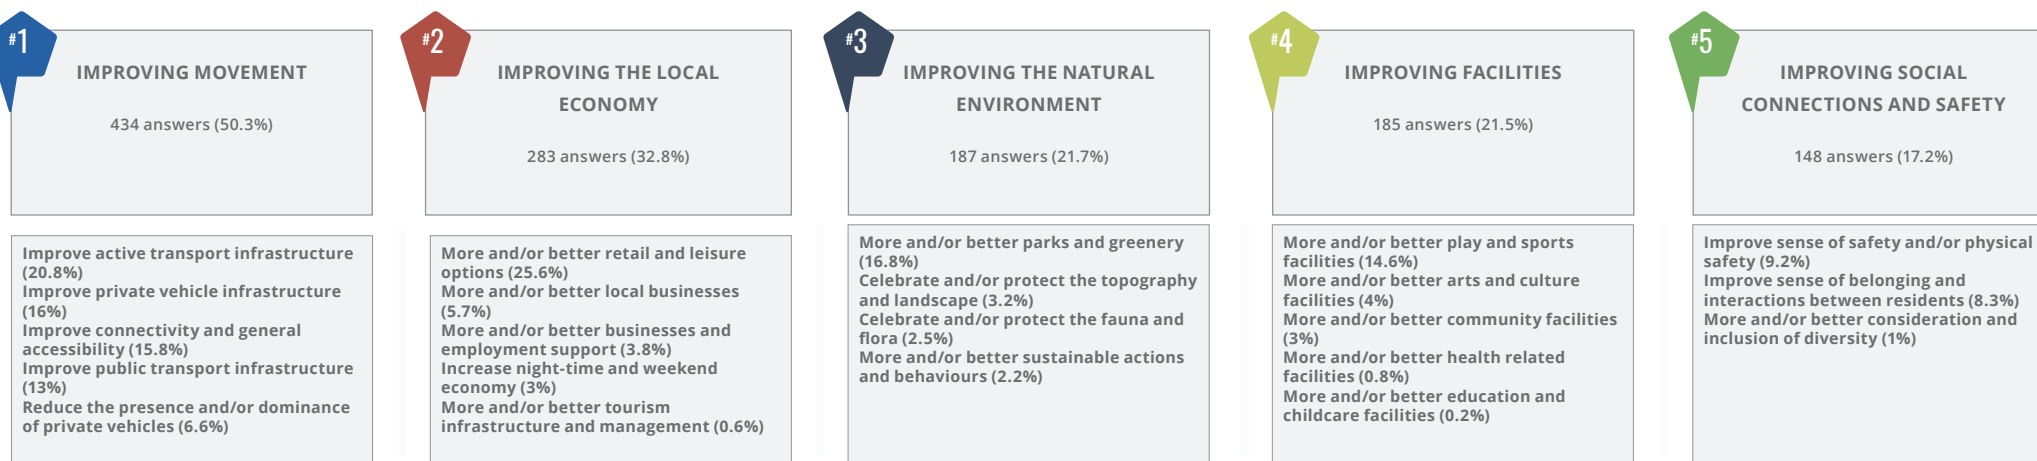 #1
IMPROVING MOVEMENT
434 answers (50.3%)
Improve active transport infrastructure
(20.8%)
Improve private vehicle infrastructure
(16%)
Improve connectivity and general
accessibility (15.8%)
Improve public transport infrastructure
(13%)
Reduce the presence and/or dominance
of private vehicles (6.6%)
#2
IMPROVING THE LOCAL
ECONOMY
283 answers (32.8%)
More and/or better retail and leisure
options (25.6%)
More and/or better local businesses
(5.7%)
More and/or better businesses and
employment support (3.8%)
Increase night-time and weekend
economy (3%)
More and/or better tourism
infrastructure and management (0.6%)
#3
IMPROVING THE NATURAL
ENVIRONMENT
187 answers (21.7%)
More and/or better parks and greenery
(16.8%)
Celebrate and/or protect the topography
and landscape (3.2%)
Celebrate and/or protect the fauna and
flora (2.5%)
More and/or better sustainable actions
and behaviours (2.2%)
#4
IMPROVING FACILITIES
185 answers (21.5%)
More and/or better play and sports
facilities (14.6%)
More and/or better arts and culture
facilities (4%)
More and/or better community facilities
(3%)
More and/or better health related
facilities (0.8%)
More and/or better education and
childcare facilities (0.2%)
#5
IMPROVING SOCIAL
CONNECTIONS AND SAFETY
148 answers (17.2%)
Improve sense of safety and/or physical
safety (9.2%)
Improve sense of belonging and
interactions between residents (8.3%)
More and/or better consideration and
inclusion of diversity (1%)